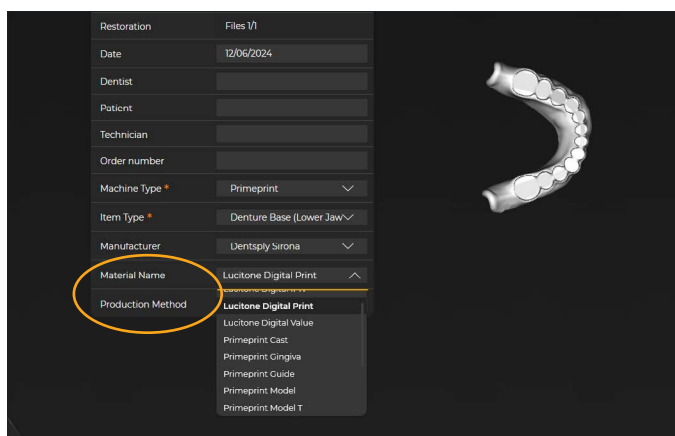 Restoration Files 1/1
Date 12/06/2024
Dentist
Patient
Technician
Order number
Machine Type * Primeprint
Item Type * Denture Base (Lower Jaw
Manufacturer Dentsply Sirona
Material Name Lucitone Digital Print
Production Method
Lucitone Digital Print
Lucitone Digital Value
Primeprint Cast
Primeprint Gingiva
Primeprint Guide
Primeprint Model
Primeprint Model T